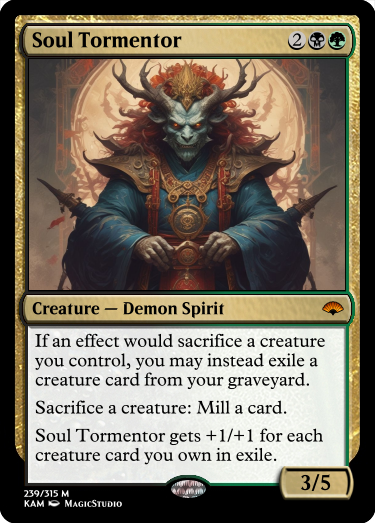 Soul Tormentor 2
Creature — Demon Spirit
If an effect would sacrifice a creature
you control, you may instead exile a
creature card from your graveyard.
Sacrifice a creature: Mill a card.
Soul Tormentor gets +1/+1 for each
creature card you own in exile.
3/5
239/315 M
KAM MagicStudio